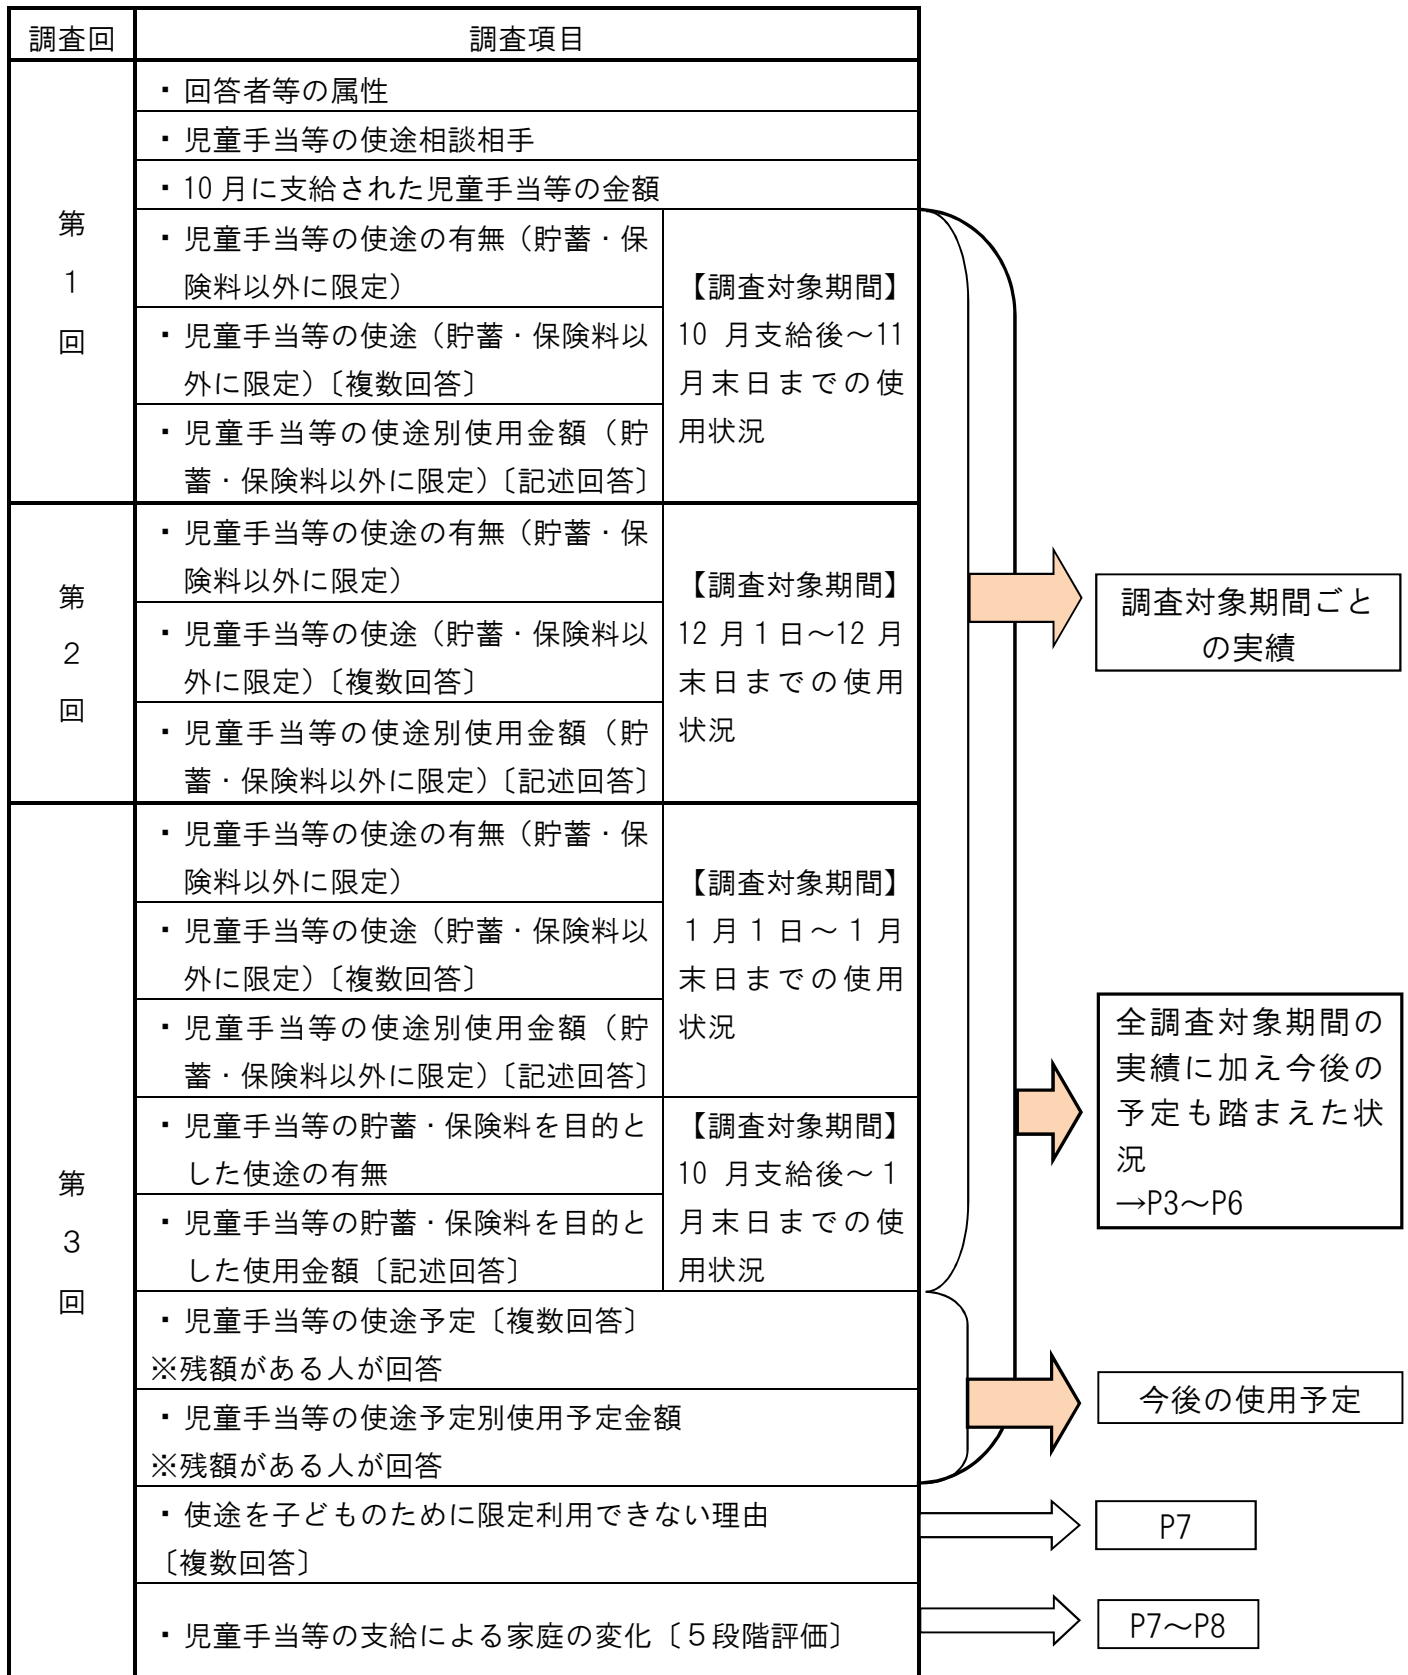 調査回
調査項目
第
1
回
・回答者等の属性
・児童手当等の使途相談相手
・10月に支給された児童手当等の金額
・児童手当等の使途の有無（貯蓄・保
険料以外に限定）
・児童手当等の使途（貯蓄・保険料以
外に限定）〔複数回答〕
・児童手当等の使途別使用金額（貯
蓄・保険料以外に限定）〔記述回答〕
【調査対象期間】
10 月支給後～11
月末日までの使
用状況
第
2
回
・児童手当等の使途の有無（貯蓄・保
険料以外に限定）
・児童手当等の使途（貯蓄・保険料以
外に限定）〔複数回答〕
・児童手当等の使途別使用金額（貯
蓄・保険料以外に限定）〔記述回答〕
【調査対象期間】
12月1日～12月
末日までの使用
状況
第
3
回
・児童手当等の使途の有無（貯蓄・保
険料以外に限定）
・児童手当等の使途（貯蓄・保険料以
外に限定）〔複数回答〕
・児童手当等の使途別使用金額（貯
蓄・保険料以外に限定）〔記述回答〕
【調査対象期間】
1月1日～1月
末日までの使用
状況
・児童手当等の貯蓄・保険料を目的と
した使途の有無
・児童手当等の貯蓄・保険料を目的と
した使用金額〔記述回答〕
【調査対象期間】
10 月支給後～1
月末日までの使
用状況
・児童手当等の使途予定〔複数回答〕
※残額がある人が回答
・児童手当等の使途予定別使用予定金額
※残額がある人が回答
・使途を子どものために限定利用できない理由
〔複数回答〕
・児童手当等の支給による家庭の変化〔5段階評価〕
調査対象期間ごと
の実績
全調査対象期間の
実績に加え今後の
予定も踏まえた状
況
→P3～P6
今後の使用予定
P7
P7～P8